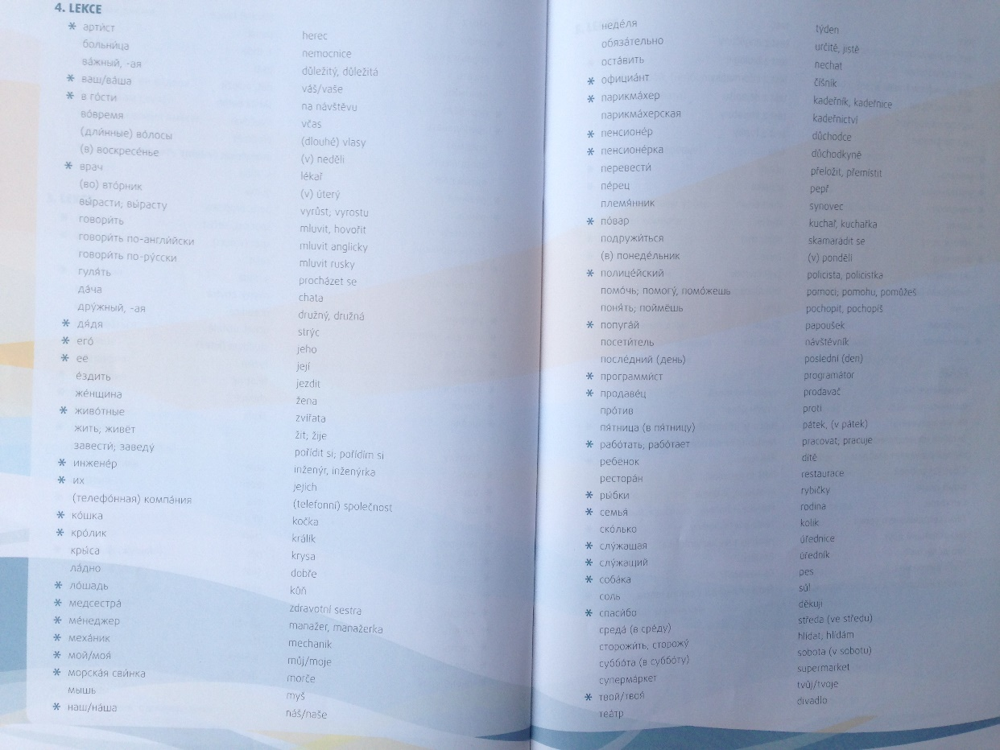 4. LEKCE
* арти́ст herec
больни́ца nemocnice
ва́жный, -ая důležitý, důležitá
* ваш/ва́ша váš/vaše
* в го́сти na návštěvu
во́время včas
(дли́нные) во́лосы (dlouhé) vlasy
(в) воскресе́нье (v) neděli
* врач lékař
(во) вто́рник (v) úterý
вы́расти; вы́расту vyrůst; vyrostu
говори́ть mluvit, hovořit
говори́ть по-англи́йски mluvit anglicky
говори́ть по-ру́сски mluvit rusky
гуля́ть procházet se
да́ча chata
дру́жный, -ая družný, družná
* дя́дя strýc
* его́ jeho
* её její
е́здить jezdit
же́нщина žena
* живо́тные zvířata
жить; живёт žít; žije
завести́; заведу́ pořídit si; pořídím si
* инжене́р inženýr, inženýrka
* их jejich
(телефо́нная) компа́ния (telefonní) společnost
* ко́шка kočka
* кро́лик králík
кры́са krysa
ла́дно dobře
* ло́шадь kůň
* медсестра́ zdravotní sestra
* ме́неджер manažer, manažerka
* меха́ник mechanik
* мой/моя́ můj/moje
* морска́я сви́нка morče
мышь myš
* наш/на́ша náš/naše
неде́ля týden
обяза́тельно určitě, jistě
оста́вить nechat
* официа́нт číšník
* парикма́хер kadeřník, kadeřnice
парикма́херская kadeřnictví
* пенсионе́р důchodce
* пенсионе́рка důchodkyně
перевести́ přeložit, přemístit
пе́рец pepř
племя́нник synovec
* по́вар kuchař, kuchařka
подружи́ться skamarádit se
(в) понеде́льник (v) pondělí
* полице́йский policista, policistka
помо́чь; помогу́, помо́жешь pomoci; pomohu, pomůžeš
поня́ть; поймёшь pochopit, pochopíš
* попуга́й papoušek
посети́тель návštěvník
после́дний (день) poslední (den)
* программи́ст programátor
* продаве́ц prodavač
про́тив proti
пя́тница (в пя́тницу) pátek, (v pátek)
* рабо́тать; рабо́тает pracovat; pracuje
ребёнок dítě
рестора́н restaurace
* ры́бки rybičky
* семья́ rodina
ско́лько kolik
* слу́жащая úřednice
* слу́жащий úředník
* соба́ка pes
соль sůl
* спаси́бо děkuji
среда́ (в сре́ду) středa (ve středu)
сторожи́ть, сторожу́ hlídat, hlídám
суббо́та (в суббо́ту) sobota (v sobotu)
суперма́ркет supermarket
* твой/твоя́ tvůj/tvoje
теа́тр divadlo